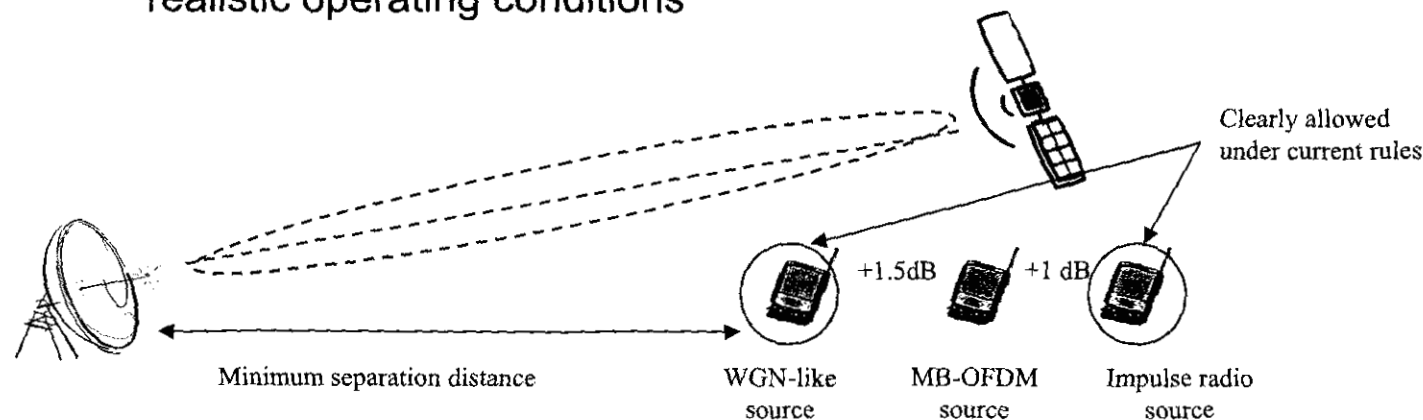 realistic operating conditions
Clearly allowed
under current rules
+1.5dB
+1 dB
Minimum separation distance
WGN-like
source
MB-OFDM
source
Impulse radio
source